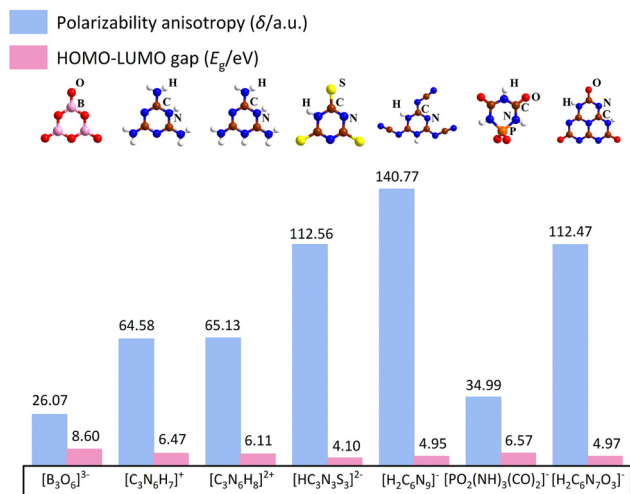 Polarizability anisotropy (δ/a.u.)
HOMO-LUMO gap (Eg/eV)
O
B
H
C
N
H
C
N
S
H
C
N
H
C
N
H
O
C
N
P
O
H
N
C
26.07
8.60
64.58
6.47
65.13
6.11
112.56
4.10
140.77
4.95
34.99
6.57
112.47
4.97
[B₃O₆]³⁻
[C₃N₆H₇]⁺
[C₃N₆H₈]²⁺
[HC₃N₃S₃]²⁻
[H₂C₆N₉]⁻
[PO₂(NH)₃(CO)₂]⁻
[H₂C₆N₇O₃]⁻